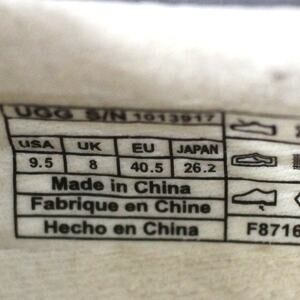 UGG S/N 1013917
USA UK EU JAPAN
9.5 8 40.5 26.2
Made in China
Fabrique en Chine
Hecho en China
F8716